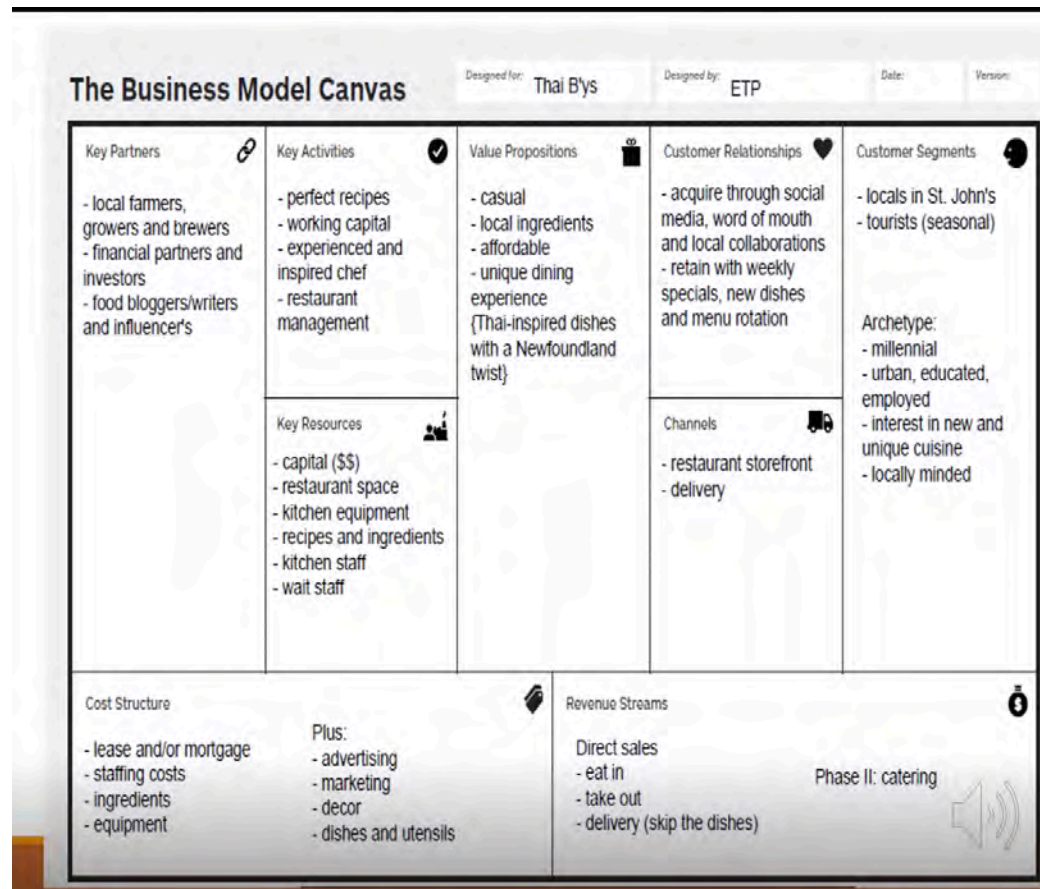 The Business Model Canvas
Designed for:
Thai B'ys
Designed by:
ETP
Date:
Version:
Key Partners
- local farmers,
growers and brewers
- financial partners and
investors
- food bloggers/writers
and influencer's
Key Activities
- perfect recipes
- working capital
- experienced and
inspired chef
- restaurant
management
Key Resources
- capital ($$)
- restaurant space
- kitchen equipment
- recipes and ingredients
- kitchen staff
- wait staff
Value Propositions
- casual
- local ingredients
- affordable
- unique dining
experience
{Thai-inspired dishes
with a Newfoundland
twist}
Customer Relationships
- acquire through social
media, word of mouth
and local collaborations
- retain with weekly
specials, new dishes
and menu rotation
Channels
- restaurant storefront
- delivery
Customer Segments
- locals in St. John's
- tourists (seasonal)
Archetype:
- millennial
- urban, educated,
employed
- interest in new and
unique cuisine
- locally minded
Cost Structure
- lease and/or mortgage
- staffing costs
- ingredients
- equipment
Plus:
- advertising
- marketing
- decor
- dishes and utensils
Revenue Streams
Direct sales
- eat in
- take out
- delivery (skip the dishes)
Phase II: catering